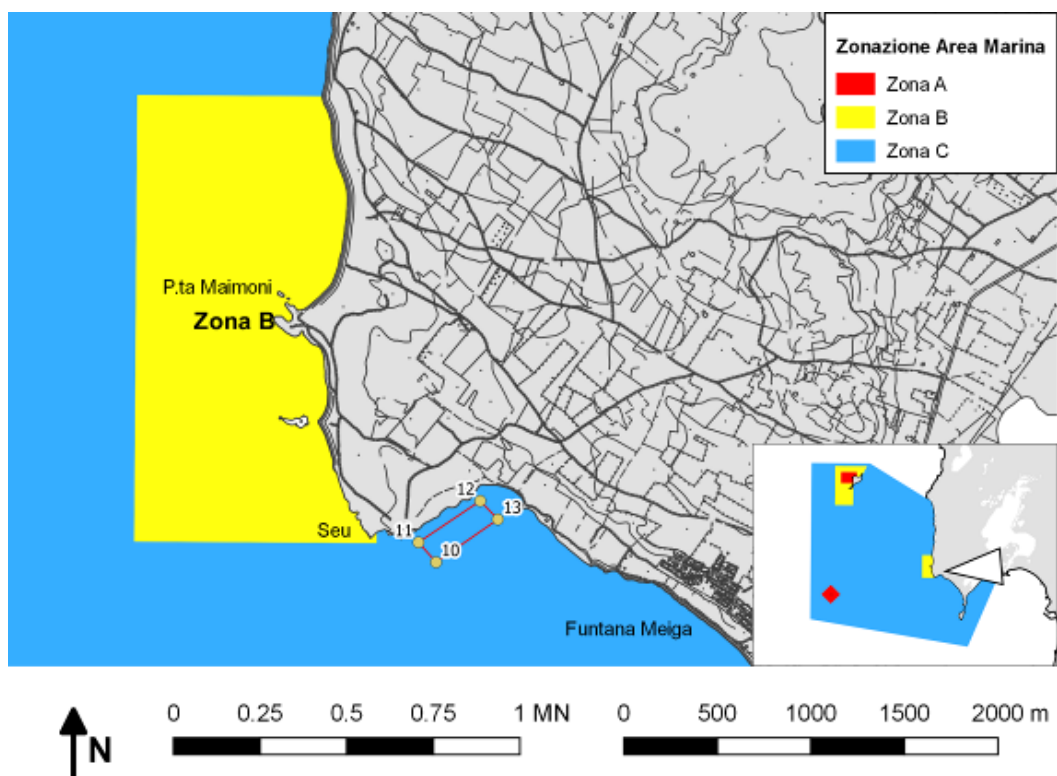 Zonazione Area Marina
Zona A
Zona B
Zona C
P.ta Maimoni
Zona B
12
13
11
10
Seu
Funtana Meiga
N
0 0.25 0.5 0.75 1 MN
0 500 1000 1500 2000 m